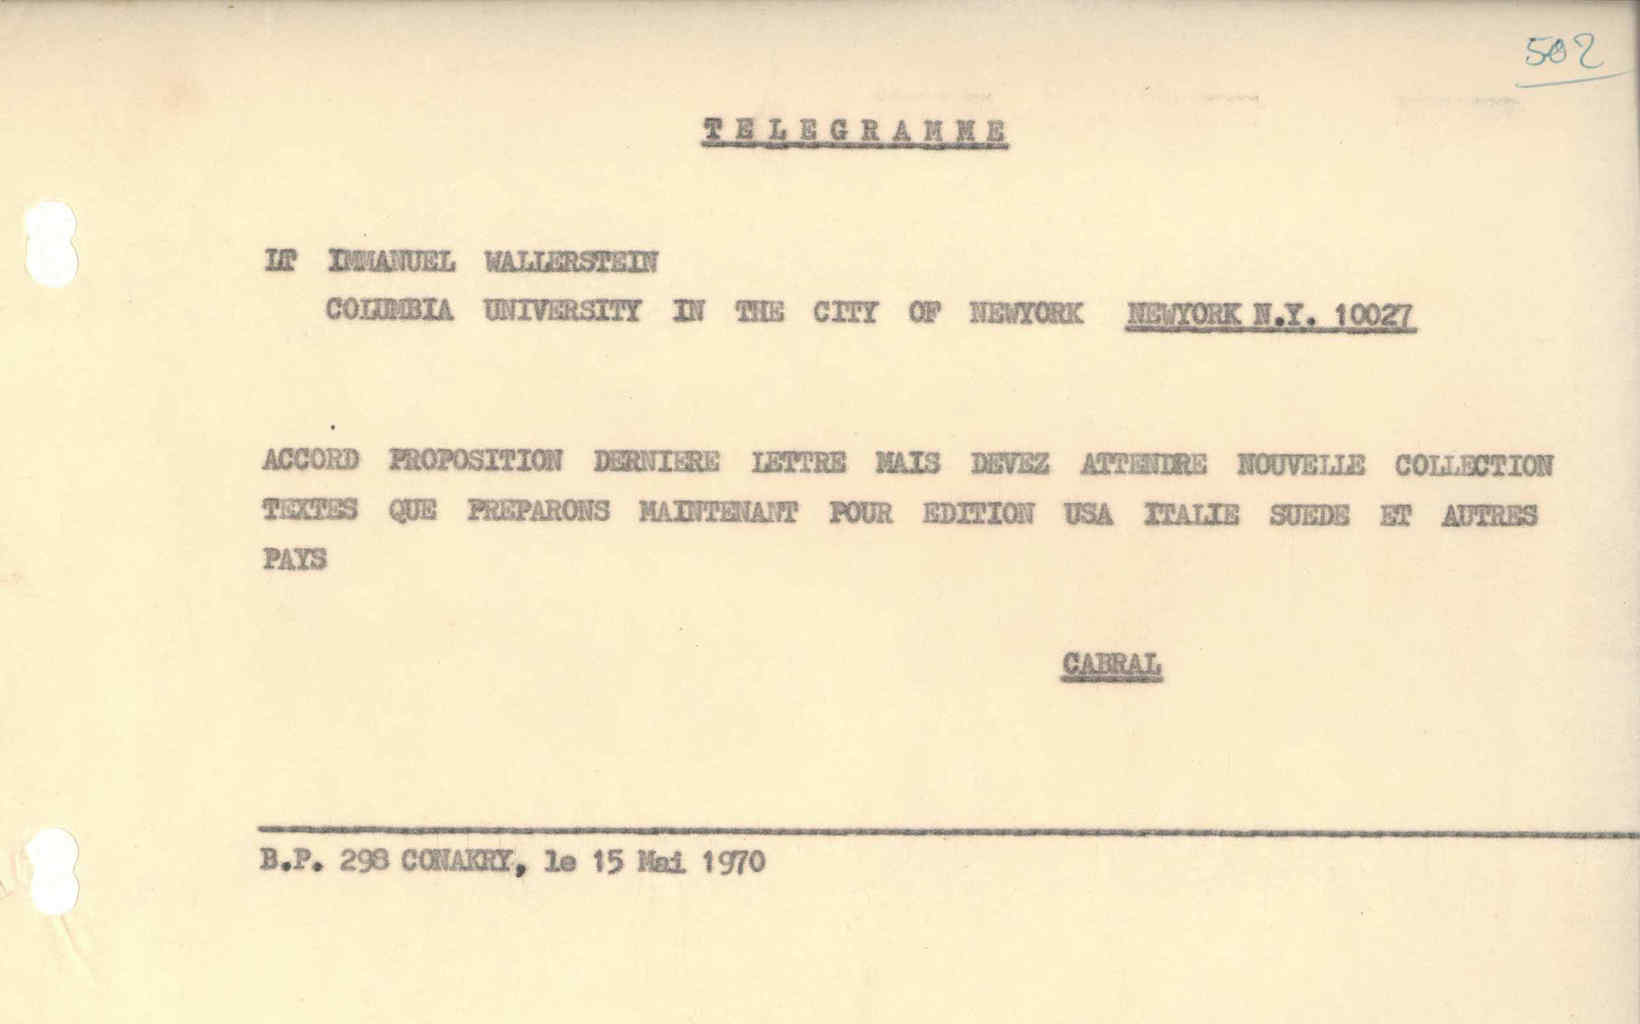 502
TELEGRAMME
LT IMMANUEL WALLERSTEIN
COLUMBIA UNIVERSITY IN THE CITY OF NEWYORK NEWYORK N.Y. 10027
ACCORD PROPOSITION DERNIERE LETTRE MAIS DEVEZ ATTENDRE NOUVELLE COLLECTION
TEXTES QUE PREPARONS MAINTENANT POUR EDITION USA ITALIE SUEDE ET AUTRES
PAYS
CABRAL
B.P. 298 CONAKRY, le 15 Mai 1970